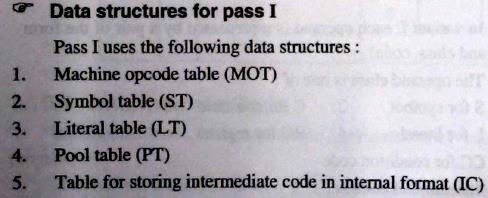 ☞ Data structures for pass I
Pass I uses the following data structures :
1. Machine opcode table (MOT)
2. Symbol table (ST)
3. Literal table (LT)
4. Pool table (PT)
5. Table for storing intermediate code in internal format (IC)